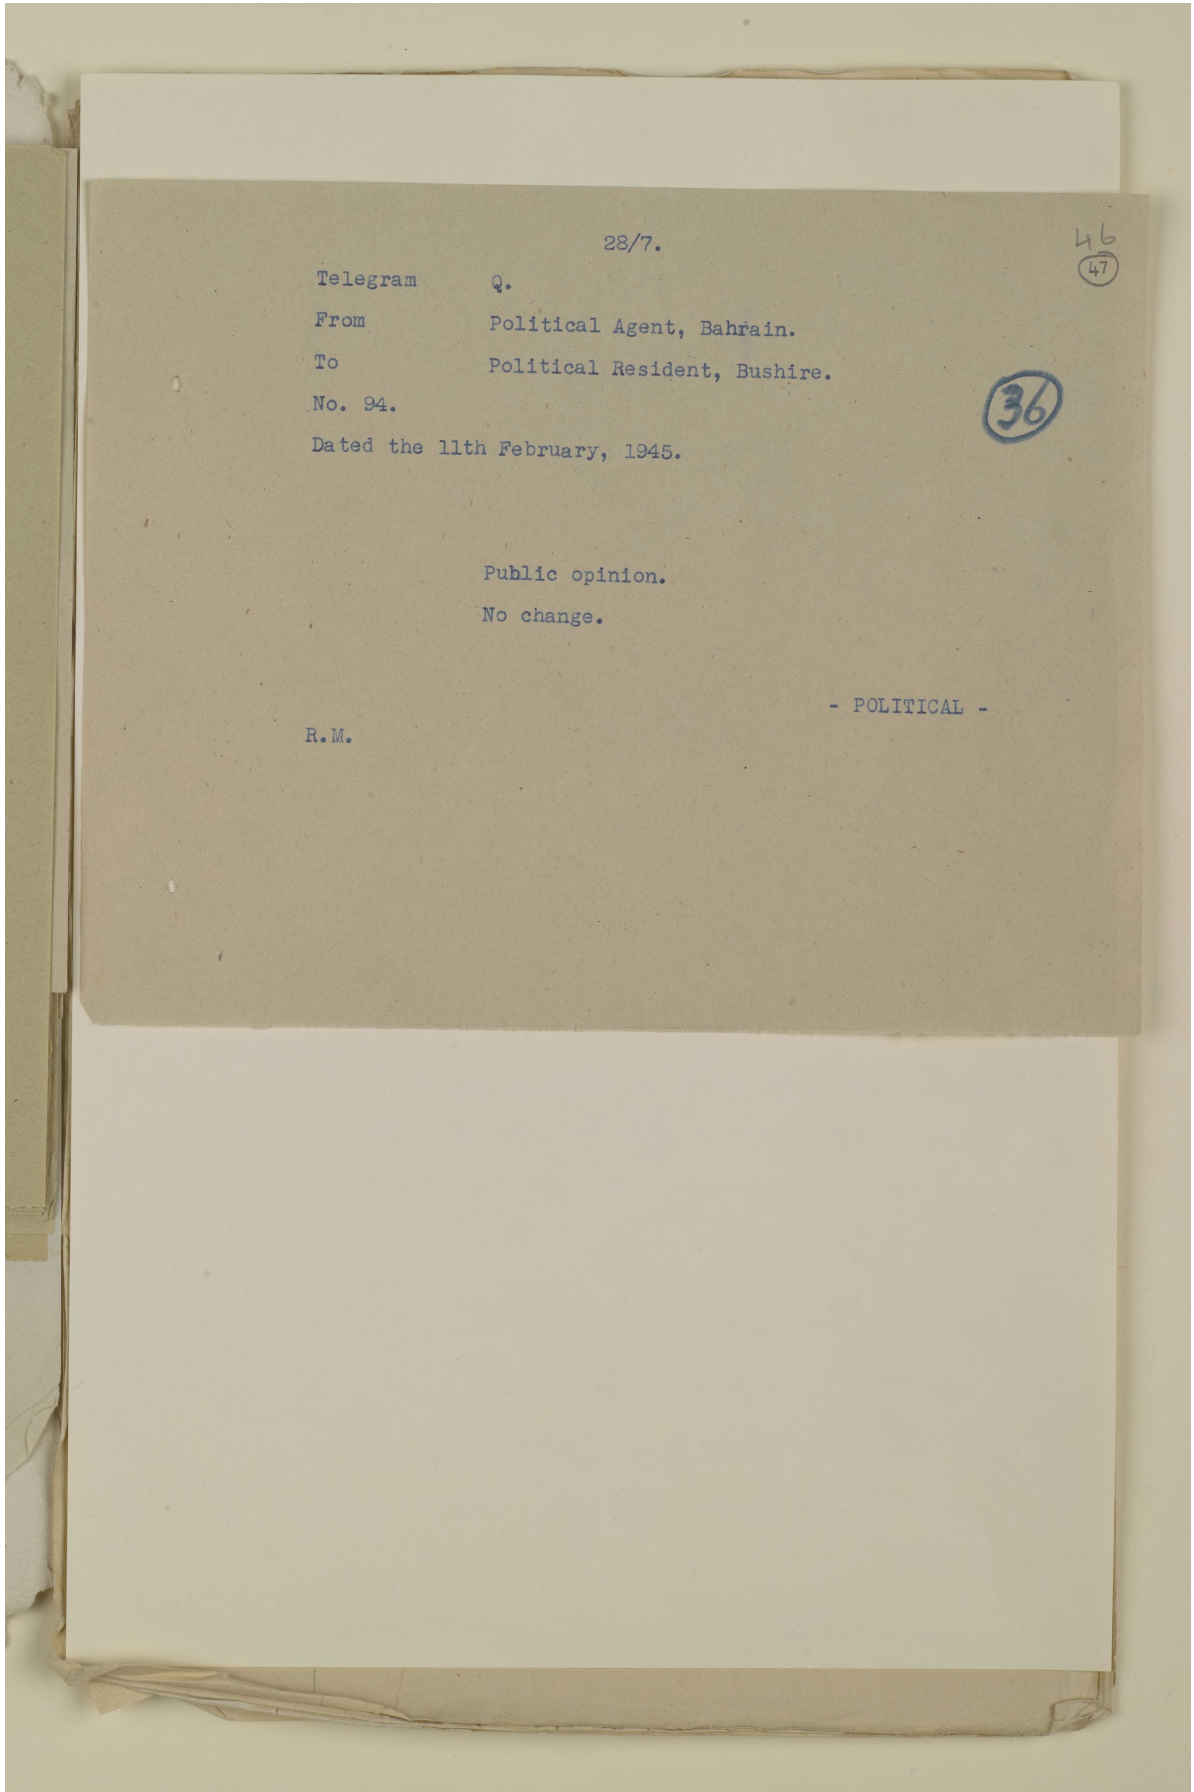 28/7.
46
47
Telegram Q.
From Political Agent, Bahrain.
To Political Resident, Bushire.
36
No. 94.
Dated the 11th February, 1945.
Public opinion.
No change.
- POLITICAL -
R.M.